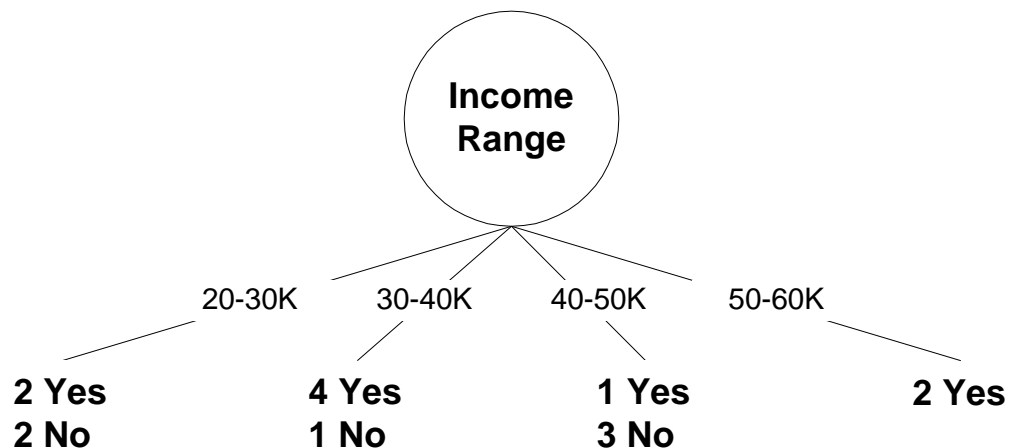 Income
Range
20-30K
30-40K
40-50K
50-60K
2 Yes
2 No
4 Yes
1 No
1 Yes
3 No
2 Yes